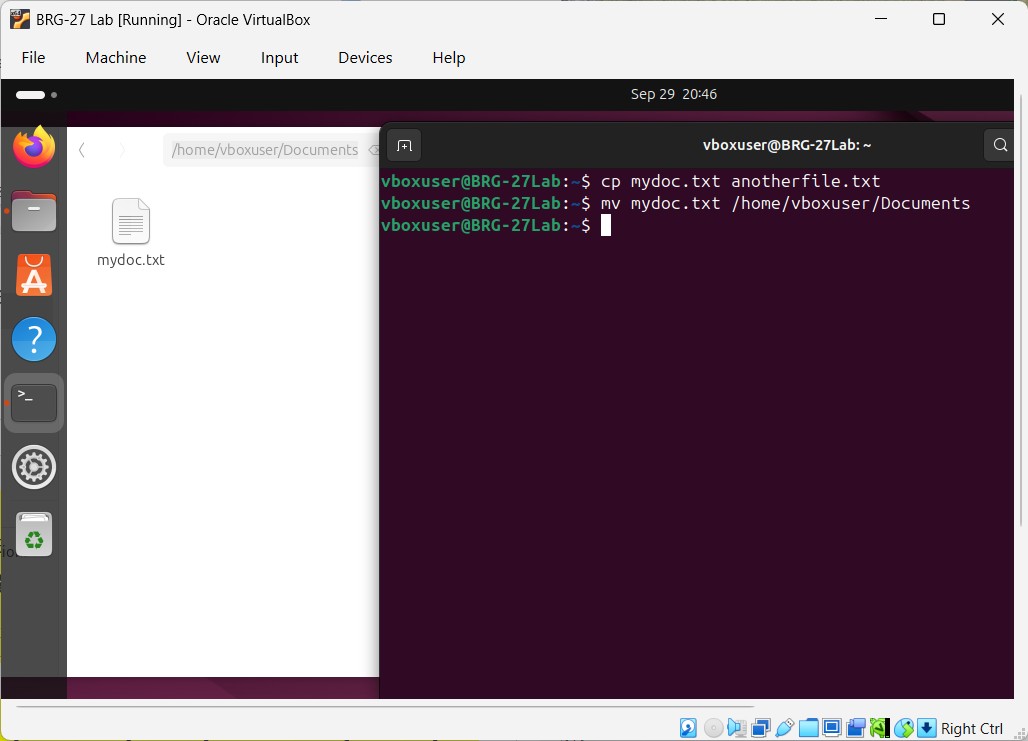 BRG-27 Lab [Running] - Oracle VirtualBox
File Machine View Input Devices Help
Sep 29 20:46
/home/vboxuser/Documents
vboxuser@BRG-27Lab: ~
mydoc.txt
vboxuser@BRG-27Lab:~$ cp mydoc.txt anotherfile.txt
vboxuser@BRG-27Lab:~$ mv mydoc.txt /home/vboxuser/Documents
vboxuser@BRG-27Lab:~$
Right Ctrl